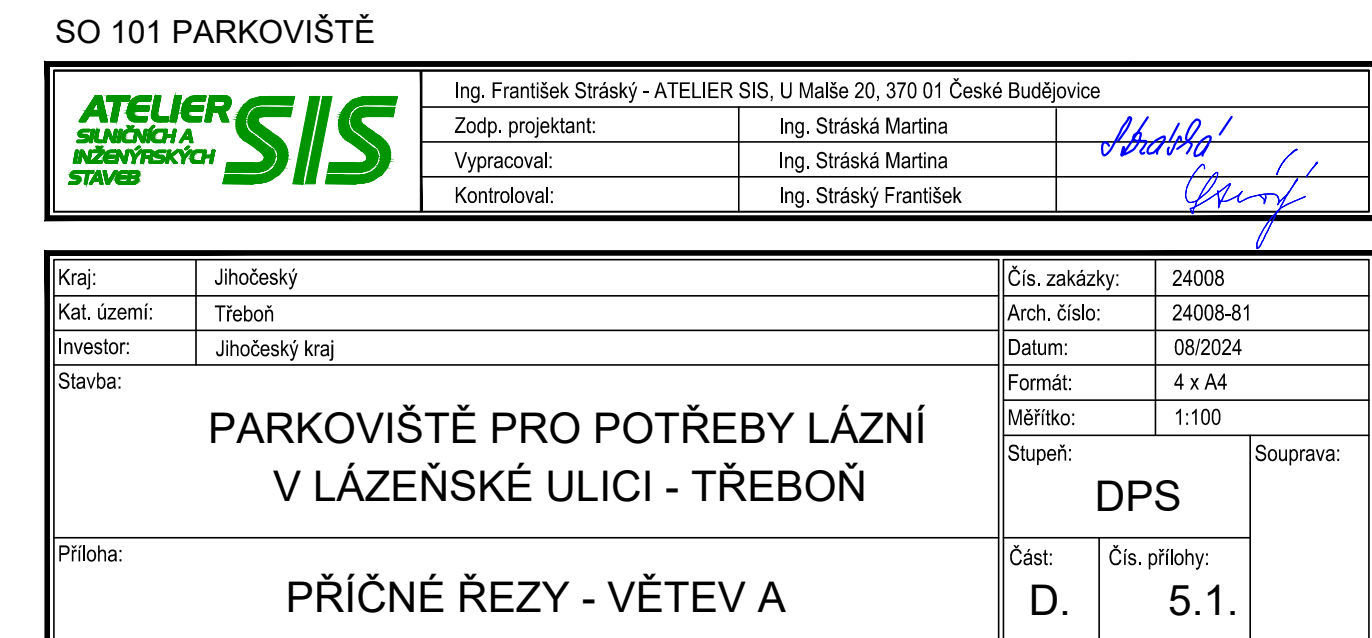 SO 101 PARKOVIŠTĚ
ATELIER SIS
SILNIČNÍCH A
INŽENÝRSKÝCH
STAVEB
Ing. František Stráský - ATELIER SIS, U Malše 20, 370 01 České Budějovice
Zodp. projektant: Ing. Stráská Martina
Vypracoval: Ing. Stráská Martina
Kontroloval: Ing. Stráský František
Kraj: Jihočeský
Kat. území: Třeboň
Investor: Jihočeský kraj
Stavba:
PARKOVIŠTĚ PRO POTŘEBY LÁZNÍ
V LÁZEŇSKÉ ULICI - TŘEBOŇ
Příloha:
PŘÍČNÉ ŘEZY - VĚTEV A
Čís. zakázky: 24008
Arch. číslo: 24008-81
Datum: 08/2024
Formát: 4 x A4
Měřítko: 1:100
Stupeň: Souprava:
DPS
Část: Čís. přílohy:
D. 5.1.